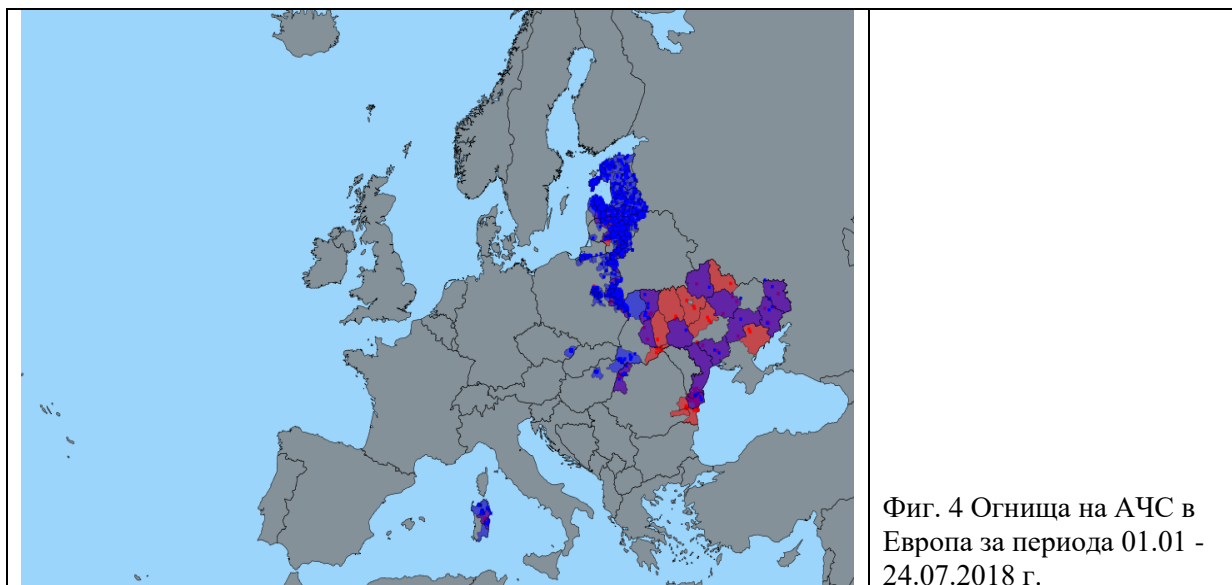 Фиг. 4 Огнища на АЧС в
Европа за периода 01.01 -
24.07.2018 г.